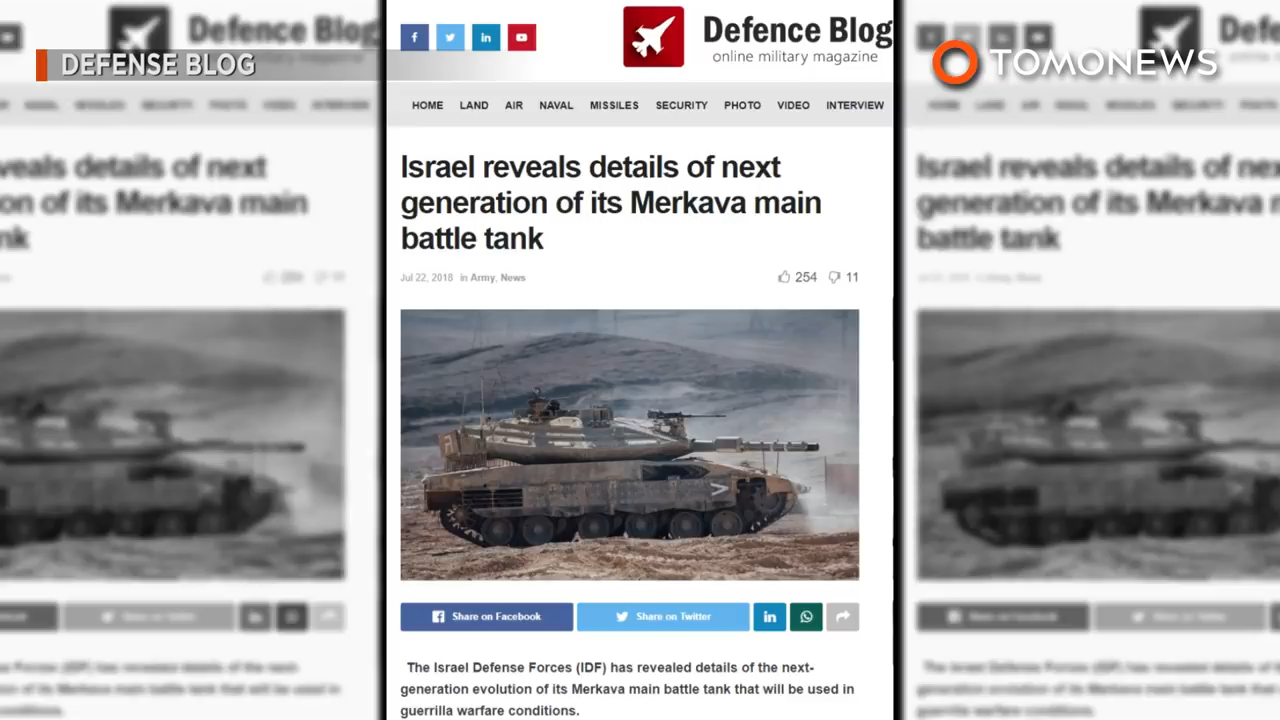 DEFENSE BLOG
TOMONEWS
Defence Blog
online military magazine
HOME LAND AIR NAVAL MISSILES SECURITY PHOTO VIDEO INTERVIEW
Israel reveals details of next
generation of its Merkava main
battle tank
Jul 22, 2018 in Army, News
254 11
Share on Facebook
Share on Twitter
The Israel Defense Forces (IDF) has revealed details of the next-
generation evolution of its Merkava main battle tank that will be used in
guerrilla warfare conditions.